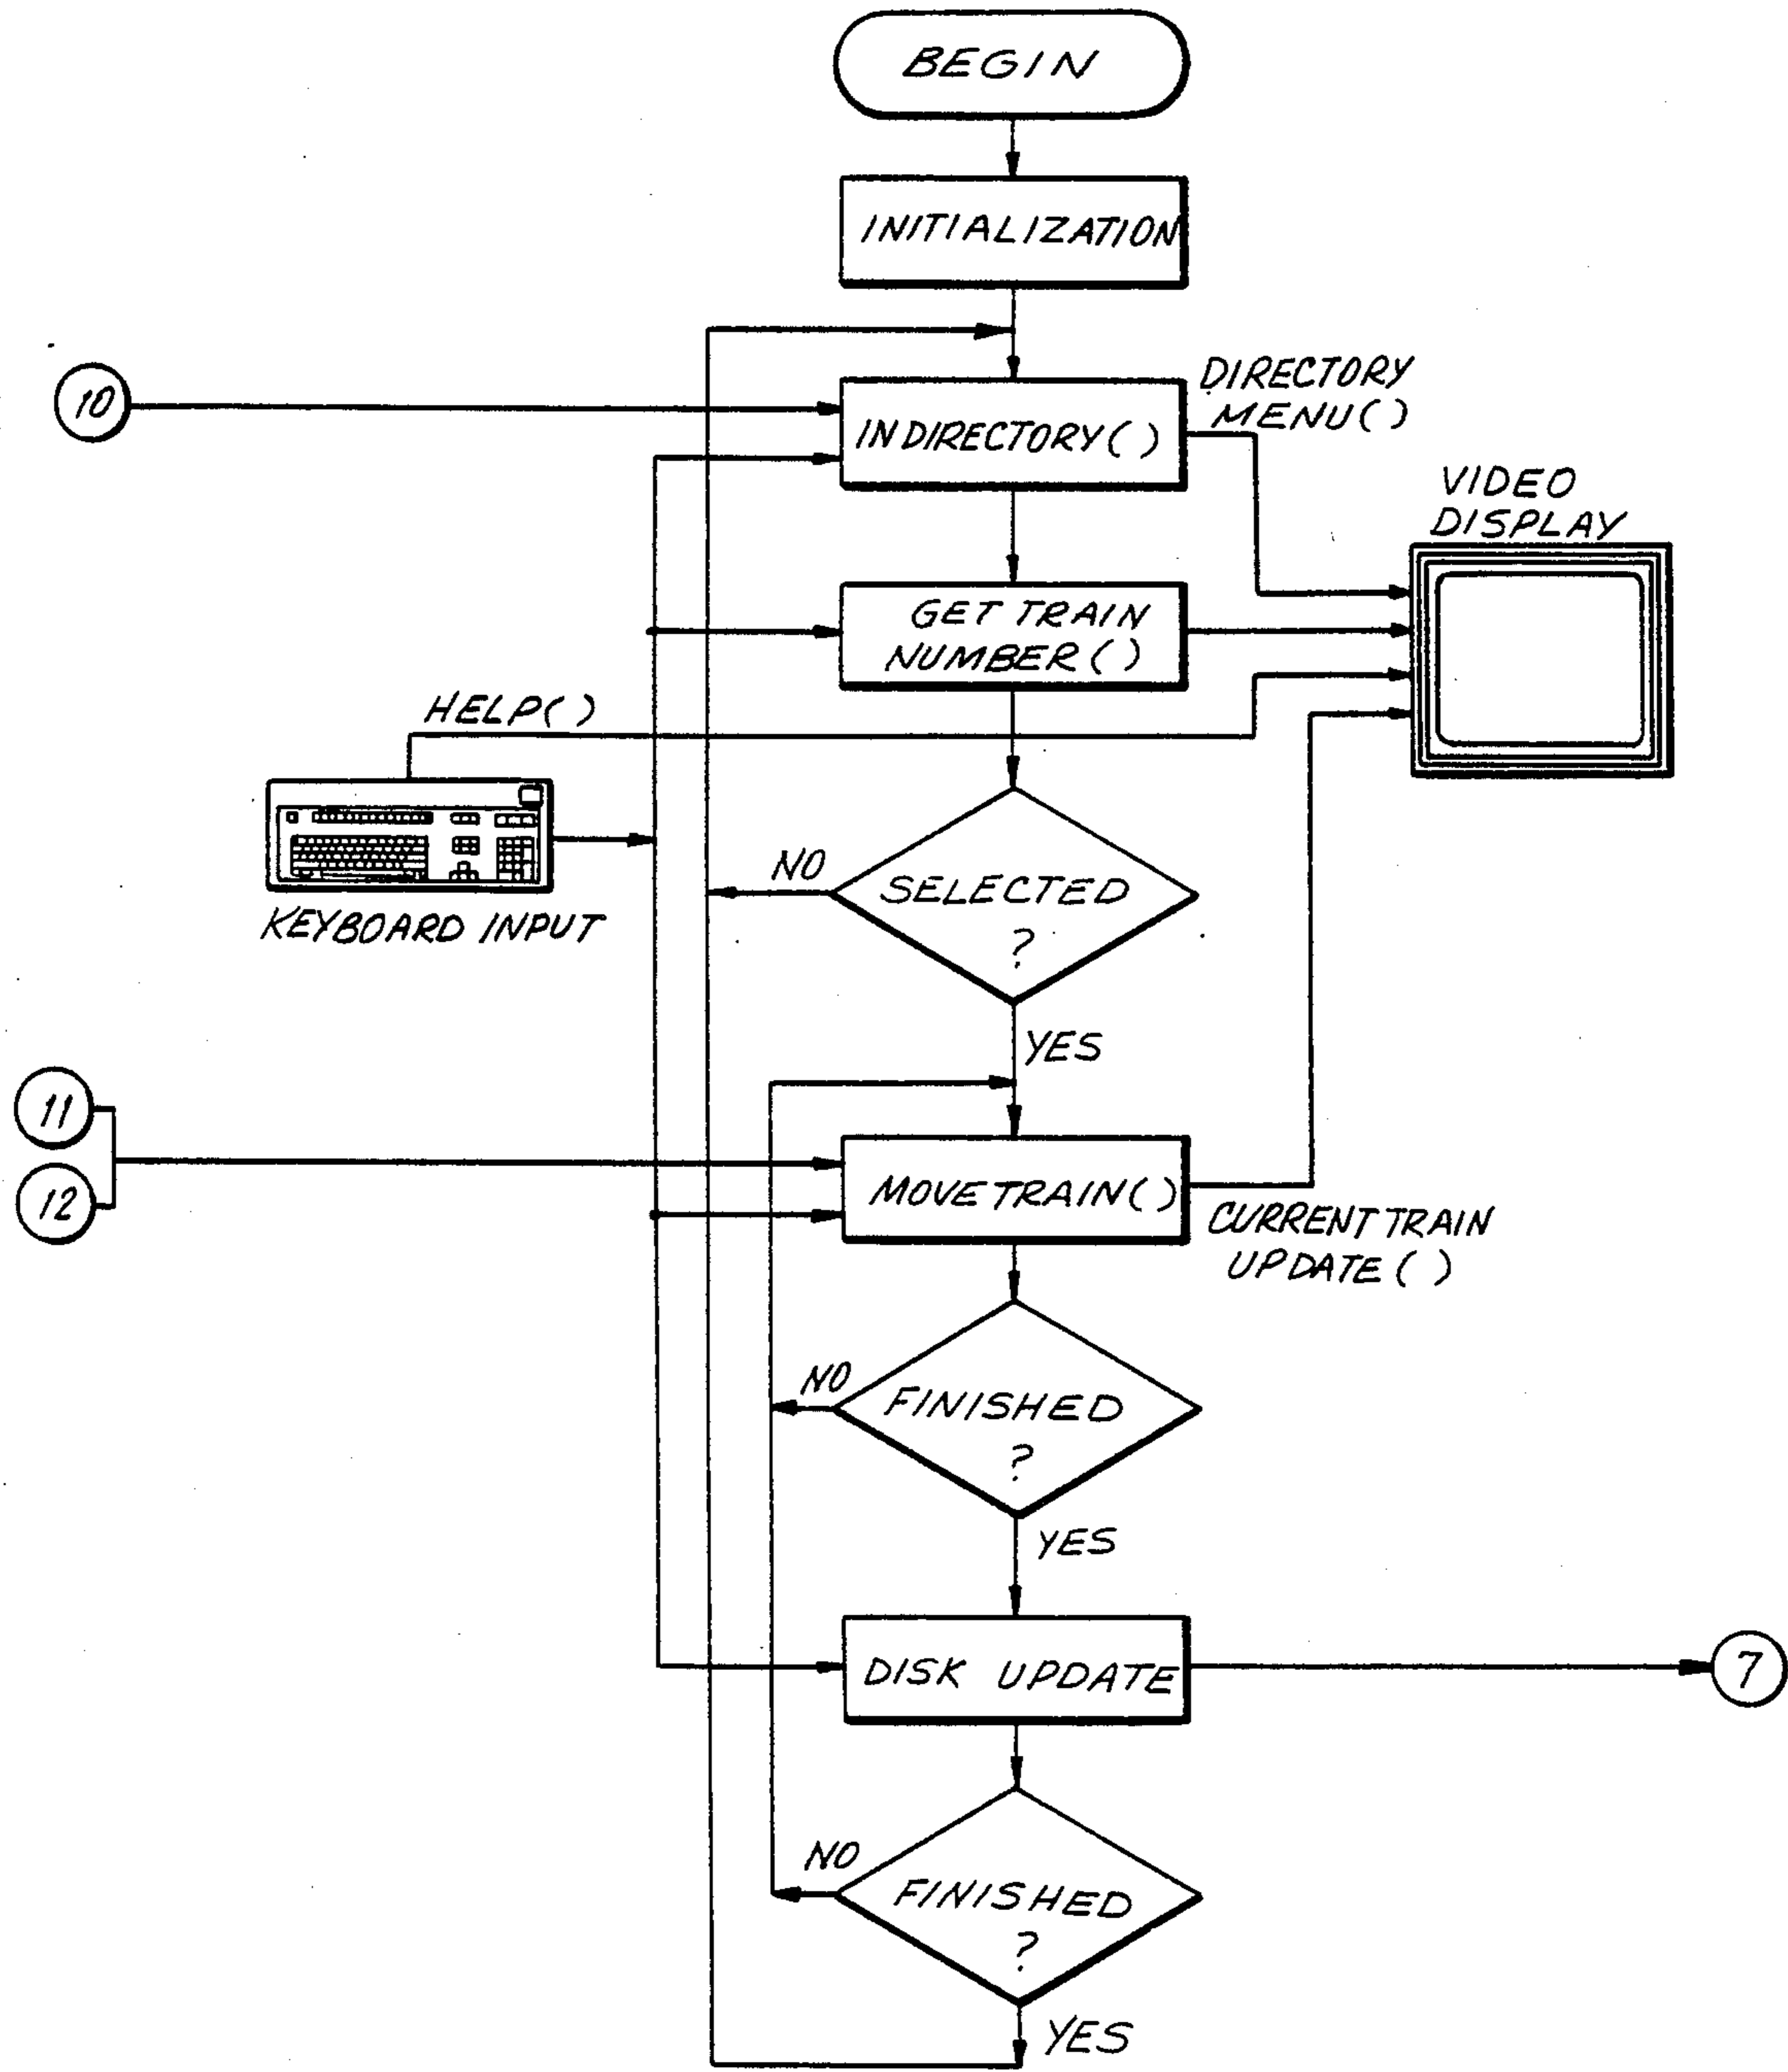 BEGIN
INITIALIZATION
10
INDIRECTORY( )
DIRECTORY
MENU( )
VIDEO
DISPLAY
GET TRAIN
NUMBER( )
HELP( )
KEYBOARD INPUT
NO
SELECTED
?
YES
11
12
MOVETRAIN( )
CURRENT TRAIN
UPDATE( )
NO
FINISHED
?
YES
DISK UPDATE
7
NO
FINISHED
?
YES